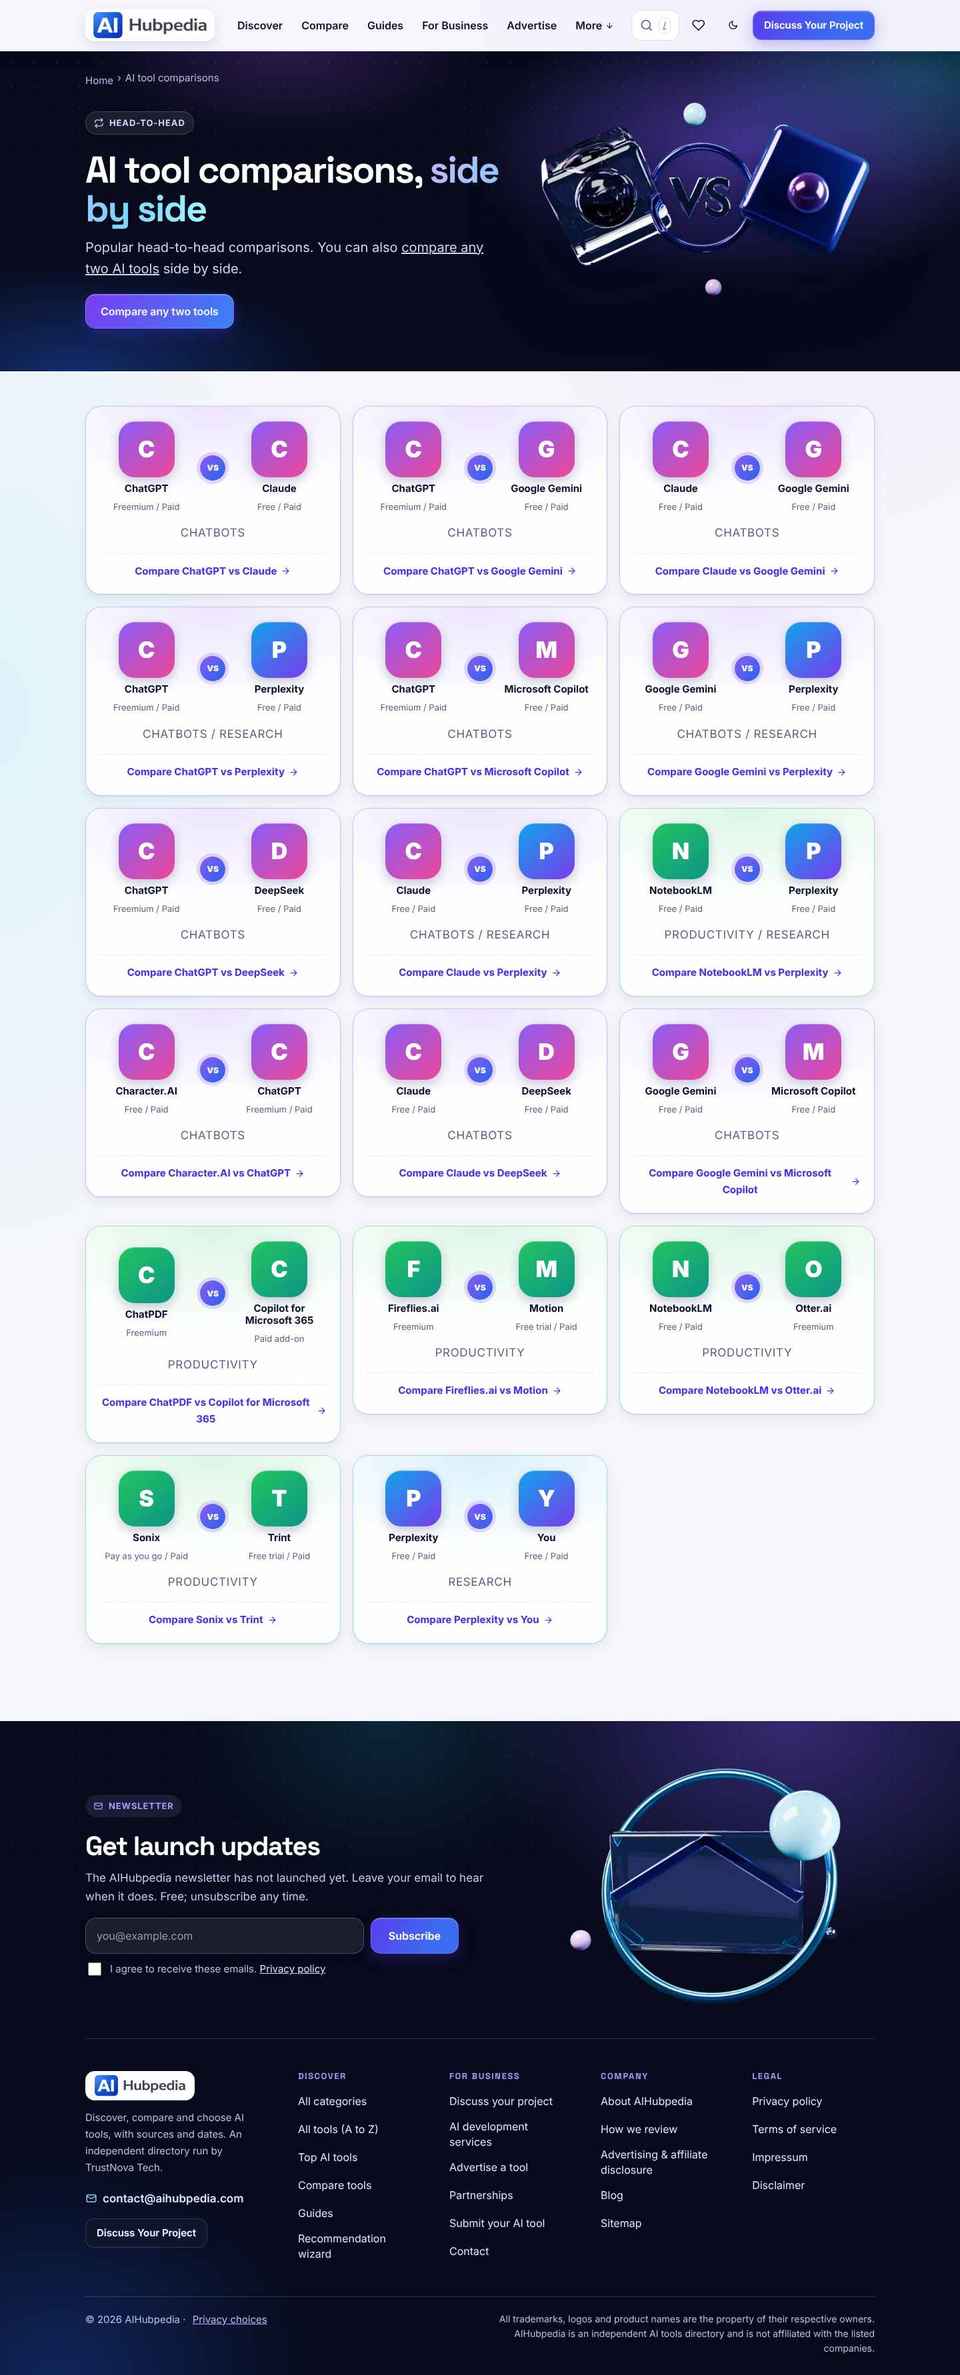 AI Hubpedia
Discover Compare Guides For Business Advertise More ↓ / Discuss Your Project
Home › AI tool comparisons
HEAD-TO-HEAD
AI tool comparisons, side
by side
Popular head-to-head comparisons. You can also compare any
two AI tools side by side.
Compare any two tools
VS
C VS C
ChatGPT Claude
Freemium / Paid Free / Paid
CHATBOTS
Compare ChatGPT vs Claude →
C VS G
ChatGPT Google Gemini
Freemium / Paid Free / Paid
CHATBOTS
Compare ChatGPT vs Google Gemini →
C VS G
Claude Google Gemini
Free / Paid Free / Paid
CHATBOTS
Compare Claude vs Google Gemini →
C VS P
ChatGPT Perplexity
Freemium / Paid Free / Paid
CHATBOTS / RESEARCH
Compare ChatGPT vs Perplexity →
C VS M
ChatGPT Microsoft Copilot
Freemium / Paid Free / Paid
CHATBOTS
Compare ChatGPT vs Microsoft Copilot →
G VS P
Google Gemini Perplexity
Free / Paid Free / Paid
CHATBOTS / RESEARCH
Compare Google Gemini vs Perplexity →
C VS D
ChatGPT DeepSeek
Freemium / Paid Free / Paid
CHATBOTS
Compare ChatGPT vs DeepSeek →
C VS P
Claude Perplexity
Free / Paid Free / Paid
CHATBOTS / RESEARCH
Compare Claude vs Perplexity →
N VS P
NotebookLM Perplexity
Free / Paid Free / Paid
PRODUCTIVITY / RESEARCH
Compare NotebookLM vs Perplexity →
C VS C
Character.AI ChatGPT
Free / Paid Freemium / Paid
CHATBOTS
Compare Character.AI vs ChatGPT →
C VS D
Claude DeepSeek
Free / Paid Free / Paid
CHATBOTS
Compare Claude vs DeepSeek →
G VS M
Google Gemini Microsoft Copilot
Free / Paid Free / Paid
CHATBOTS
Compare Google Gemini vs Microsoft
Copilot →
C VS C
ChatPDF Copilot for
Microsoft 365
Freemium Paid add-on
PRODUCTIVITY
Compare ChatPDF vs Copilot for Microsoft
365 →
F VS M
Fireflies.ai Motion
Freemium Free trial / Paid
PRODUCTIVITY
Compare Fireflies.ai vs Motion →
N VS O
NotebookLM Otter.ai
Free / Paid Freemium
PRODUCTIVITY
Compare NotebookLM vs Otter.ai →
S VS T
Sonix Trint
Pay as you go / Paid Free trial / Paid
PRODUCTIVITY
Compare Sonix vs Trint →
P VS Y
Perplexity You
Free / Paid Free / Paid
RESEARCH
Compare Perplexity vs You →
NEWSLETTER
Get launch updates
The AIHubpedia newsletter has not launched yet. Leave your email to hear
when it does. Free; unsubscribe any time.
you@example.com Subscribe
I agree to receive these emails. Privacy policy
AI Hubpedia
Discover, compare and choose AI
tools, with sources and dates. An
independent directory run by
TrustNova Tech.
contact@aihubpedia.com
Discuss Your Project
DISCOVER
All categories
All tools (A to Z)
Top AI tools
Compare tools
Guides
Recommendation
wizard
FOR BUSINESS
Discuss your project
AI development
services
Advertise a tool
Partnerships
Submit your AI tool
Contact
COMPANY
About AIHubpedia
How we review
Advertising & affiliate
disclosure
Blog
Sitemap
LEGAL
Privacy policy
Terms of service
Impressum
Disclaimer
© 2026 AIHubpedia · Privacy choices
All trademarks, logos and product names are the property of their respective owners.
AIHubpedia is an independent AI tools directory and is not affiliated with the listed
companies.